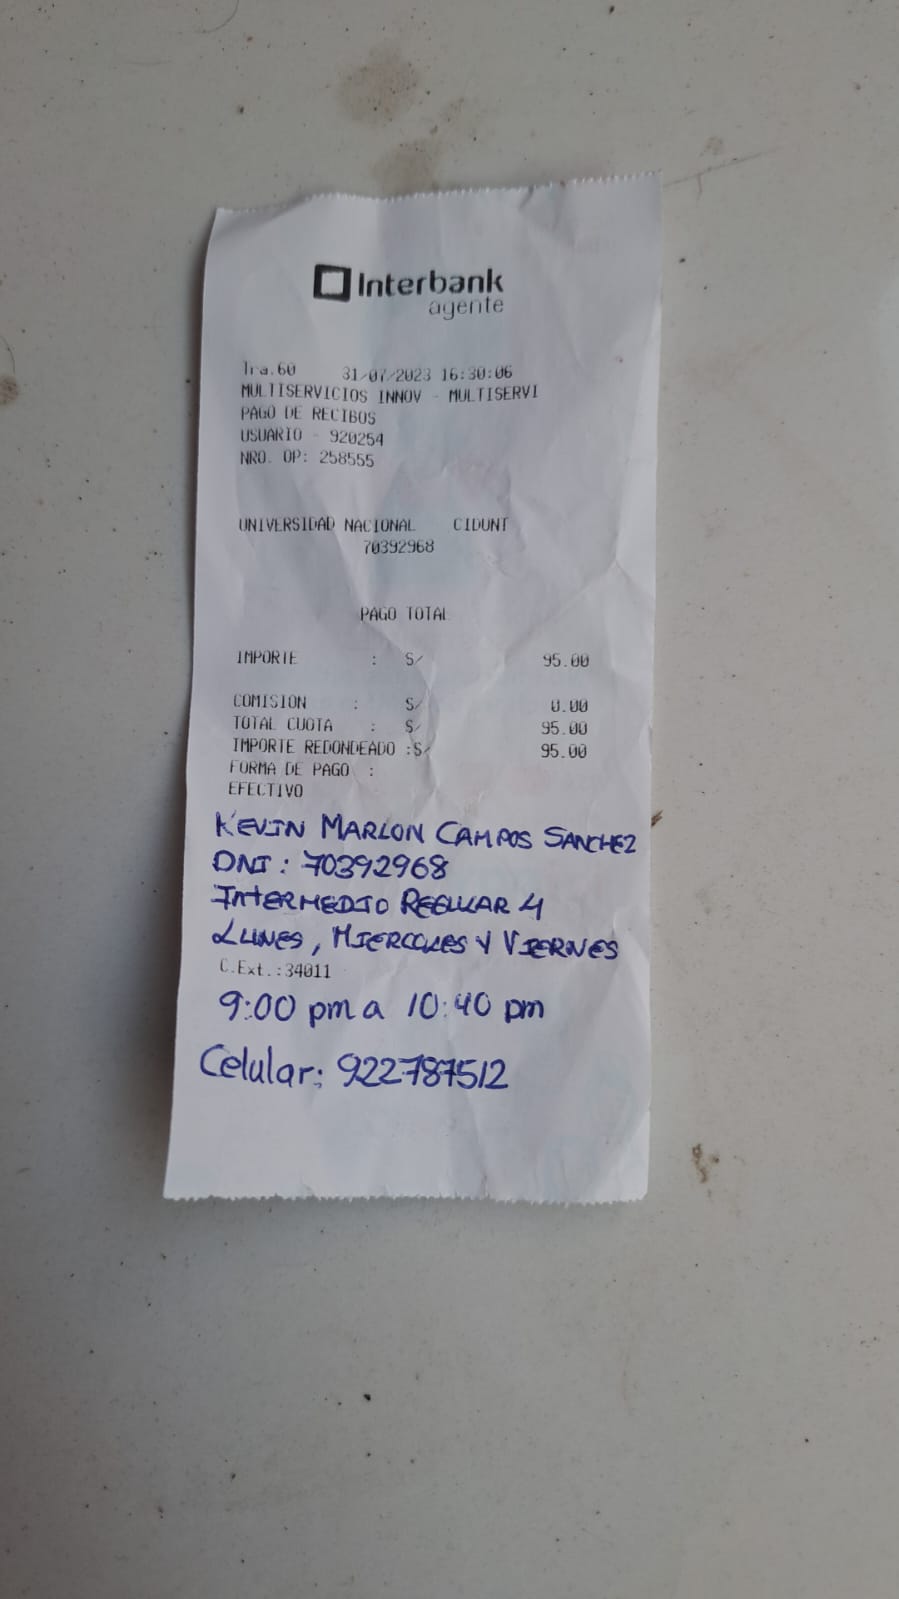 Interbank
agente
Tra.60 31/07/2023 16:30:06
MULTISERVICIOS INNOV - MULTISERVI
PAGO DE RECIBOS
USUARIO - 920254
NRO. OP: 258555
UNIVERSIDAD NACIONAL CIDUNT
70392968
PAGO TOTAL
IMPORTE : S/ 95.00
COMISION : S/ 0.00
TOTAL CUOTA : S/ 95.00
IMPORTE REDONDEADO :S/ 95.00
FORMA DE PAGO :
EFECTIVO
KEVIN MARLON CAMPOS SANCHEZ
DNI: 70392968
INTERMEDIO REGULAR 4
LUNES, MIERCOLES Y VIERNES
C.Ext.:34011
9:00 pm a 10:40 pm
Celular: 922787512